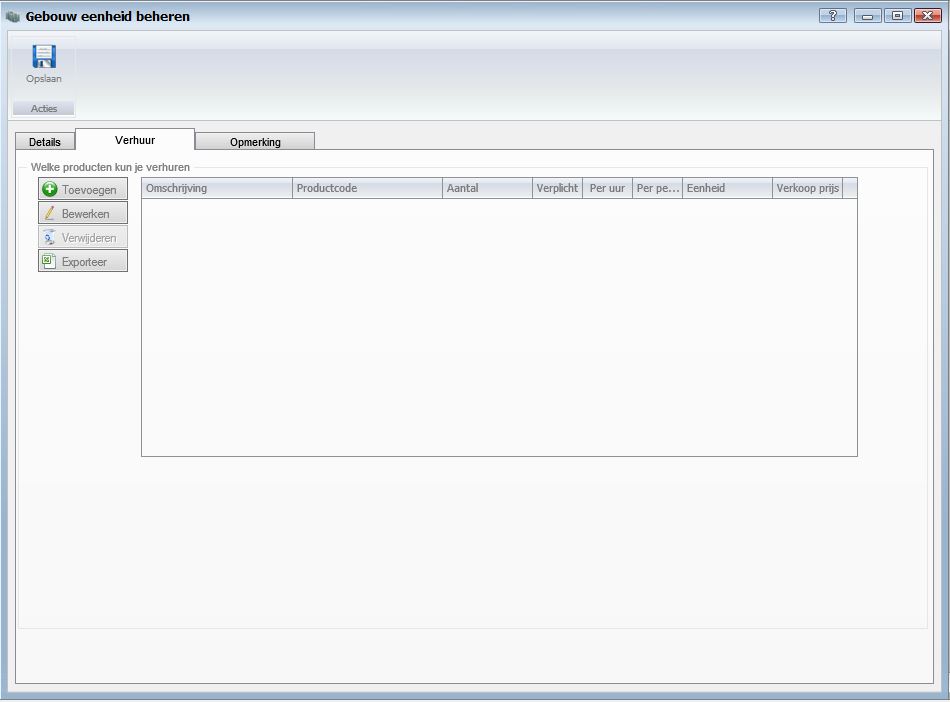 Gebouw eenheid beheren
?
Opslaan
Acties
Details Verhuur Opmerking
Welke producten kun je verhuren
Toevoegen
Bewerken
Verwijderen
Exporteer
Omschrijving Productcode Aantal Verplicht Per uur Per pe... Eenheid Verkoop prijs